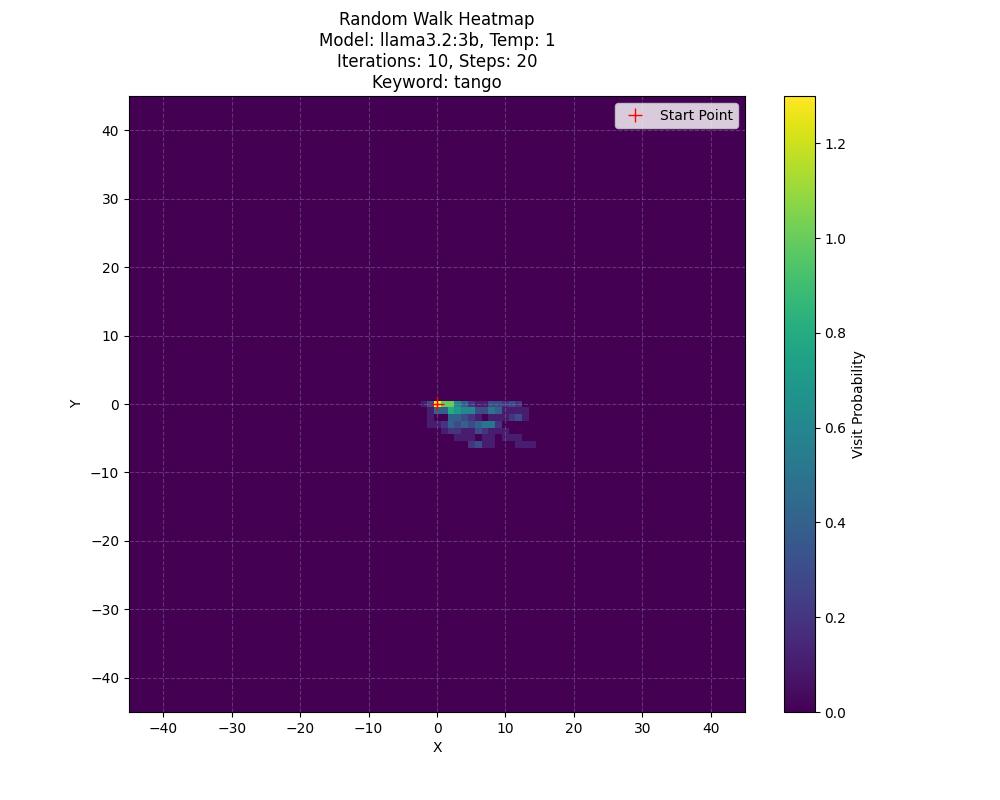 Random Walk Heatmap
Model: llama3.2:3b, Temp: 1
Iterations: 10, Steps: 20
Keyword: tango
Start Point
40
30
20
10
0
−10
−20
−30
−40
Y
−40 −30 −20 −10 0 10 20 30 40
X
1.2
1.0
0.8
0.6
0.4
0.2
0.0
Visit Probability